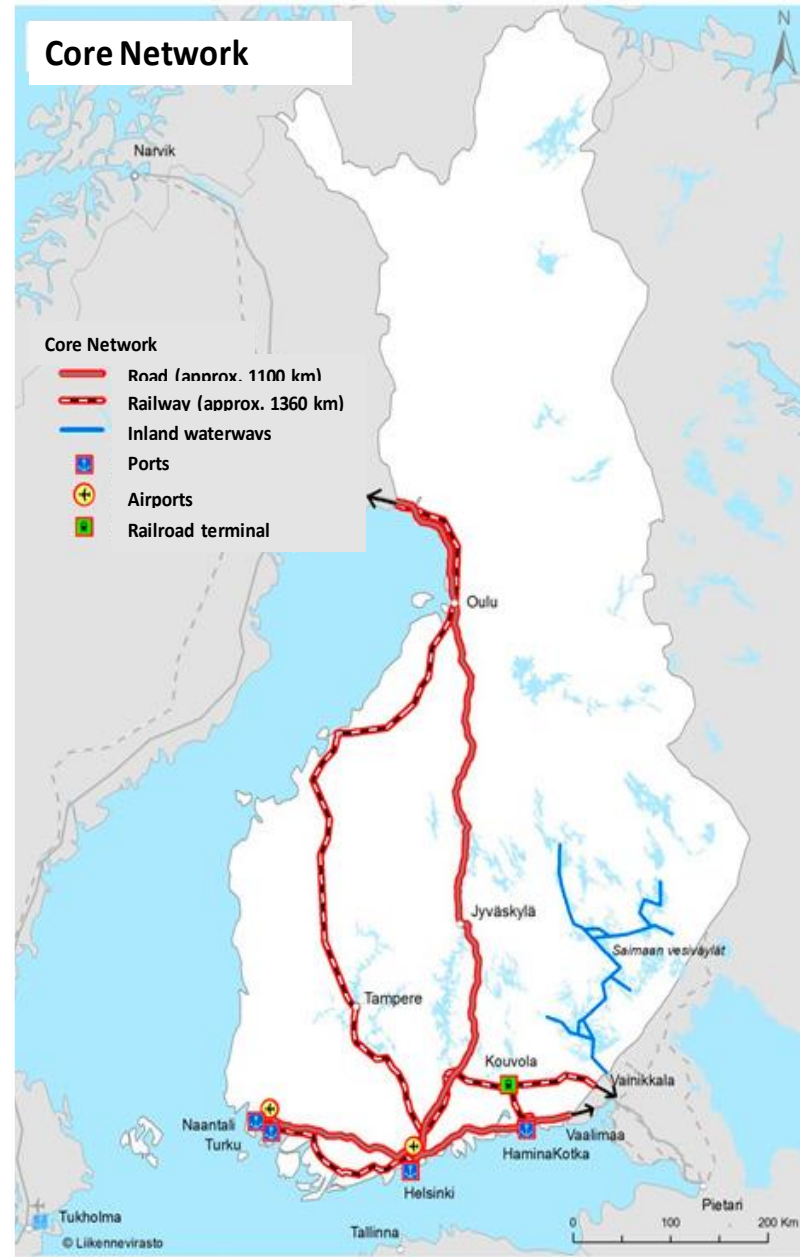 Core Network
N
Narvik
Core Network
Road (approx. 1100 km)
Railway (approx. 1360 km)
Inland waterways
Ports
Airports
Railroad terminal
Oulu
Jyväskylä
Saimaan vesiväylät
Tampere
Kouvola
Vainikkala
Naantali
Turku
Vaalimaa
HaminaKotka
Helsinki
Pietari
Tukholma
Tallinna
0 100 200 Km
© Liikennevirasto